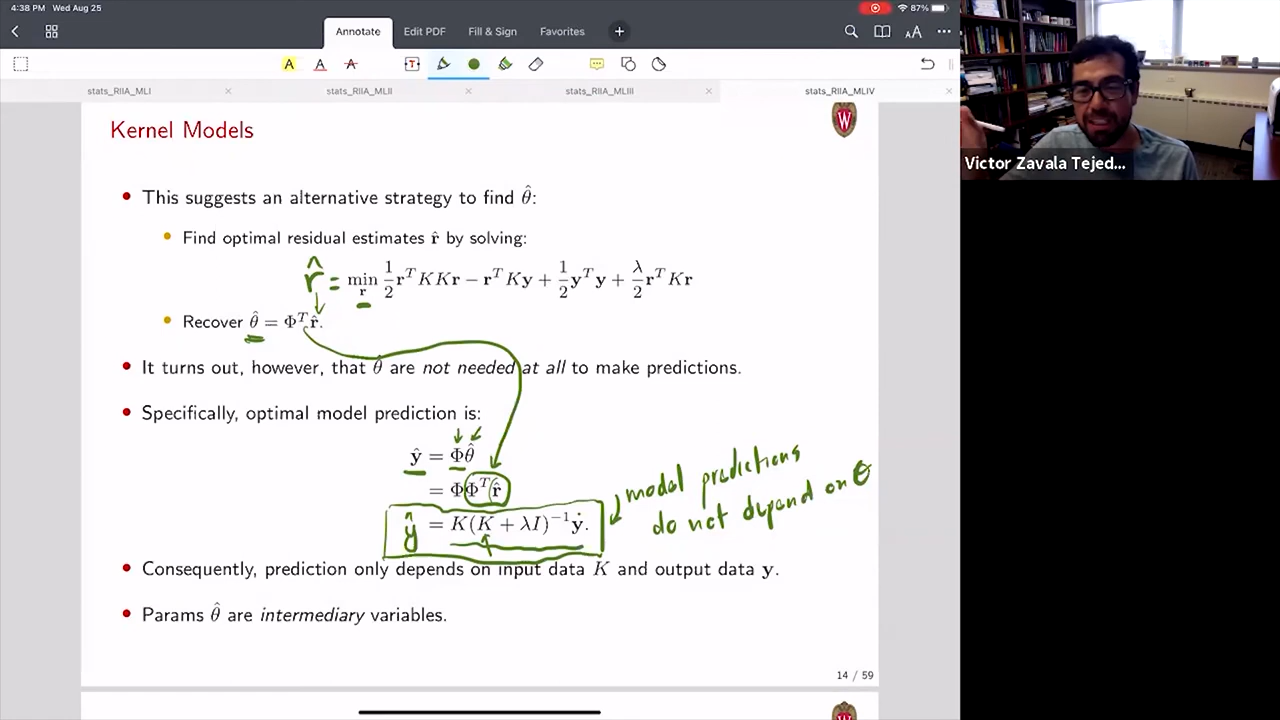 4:38 PM Wed Aug 25
87%
Annotate Edit PDF Fill & Sign Favorites
stats_RIIA_MLI stats_RIIA_MLII stats_RIIA_MLIII stats_RIIA_MLIV
Victor Zavala Tejed...
Kernel Models
• This suggests an alternative strategy to find θ̂:
• Find optimal residual estimates r̂ by solving:
r̂ = min_r 1/2 r^T K K r − r^T K y + 1/2 y^T y + λ/2 r^T K r
• Recover θ̂ = Φ^T r̂.
• It turns out, however, that θ̂ are not needed at all to make predictions.
• Specifically, optimal model prediction is:
ŷ = Φθ̂
= ΦΦ^T r̂
ŷ = K(K + λI)^−1 y.
model predictions
do not depend on θ
• Consequently, prediction only depends on input data K and output data y.
• Params θ̂ are intermediary variables.
14 / 59